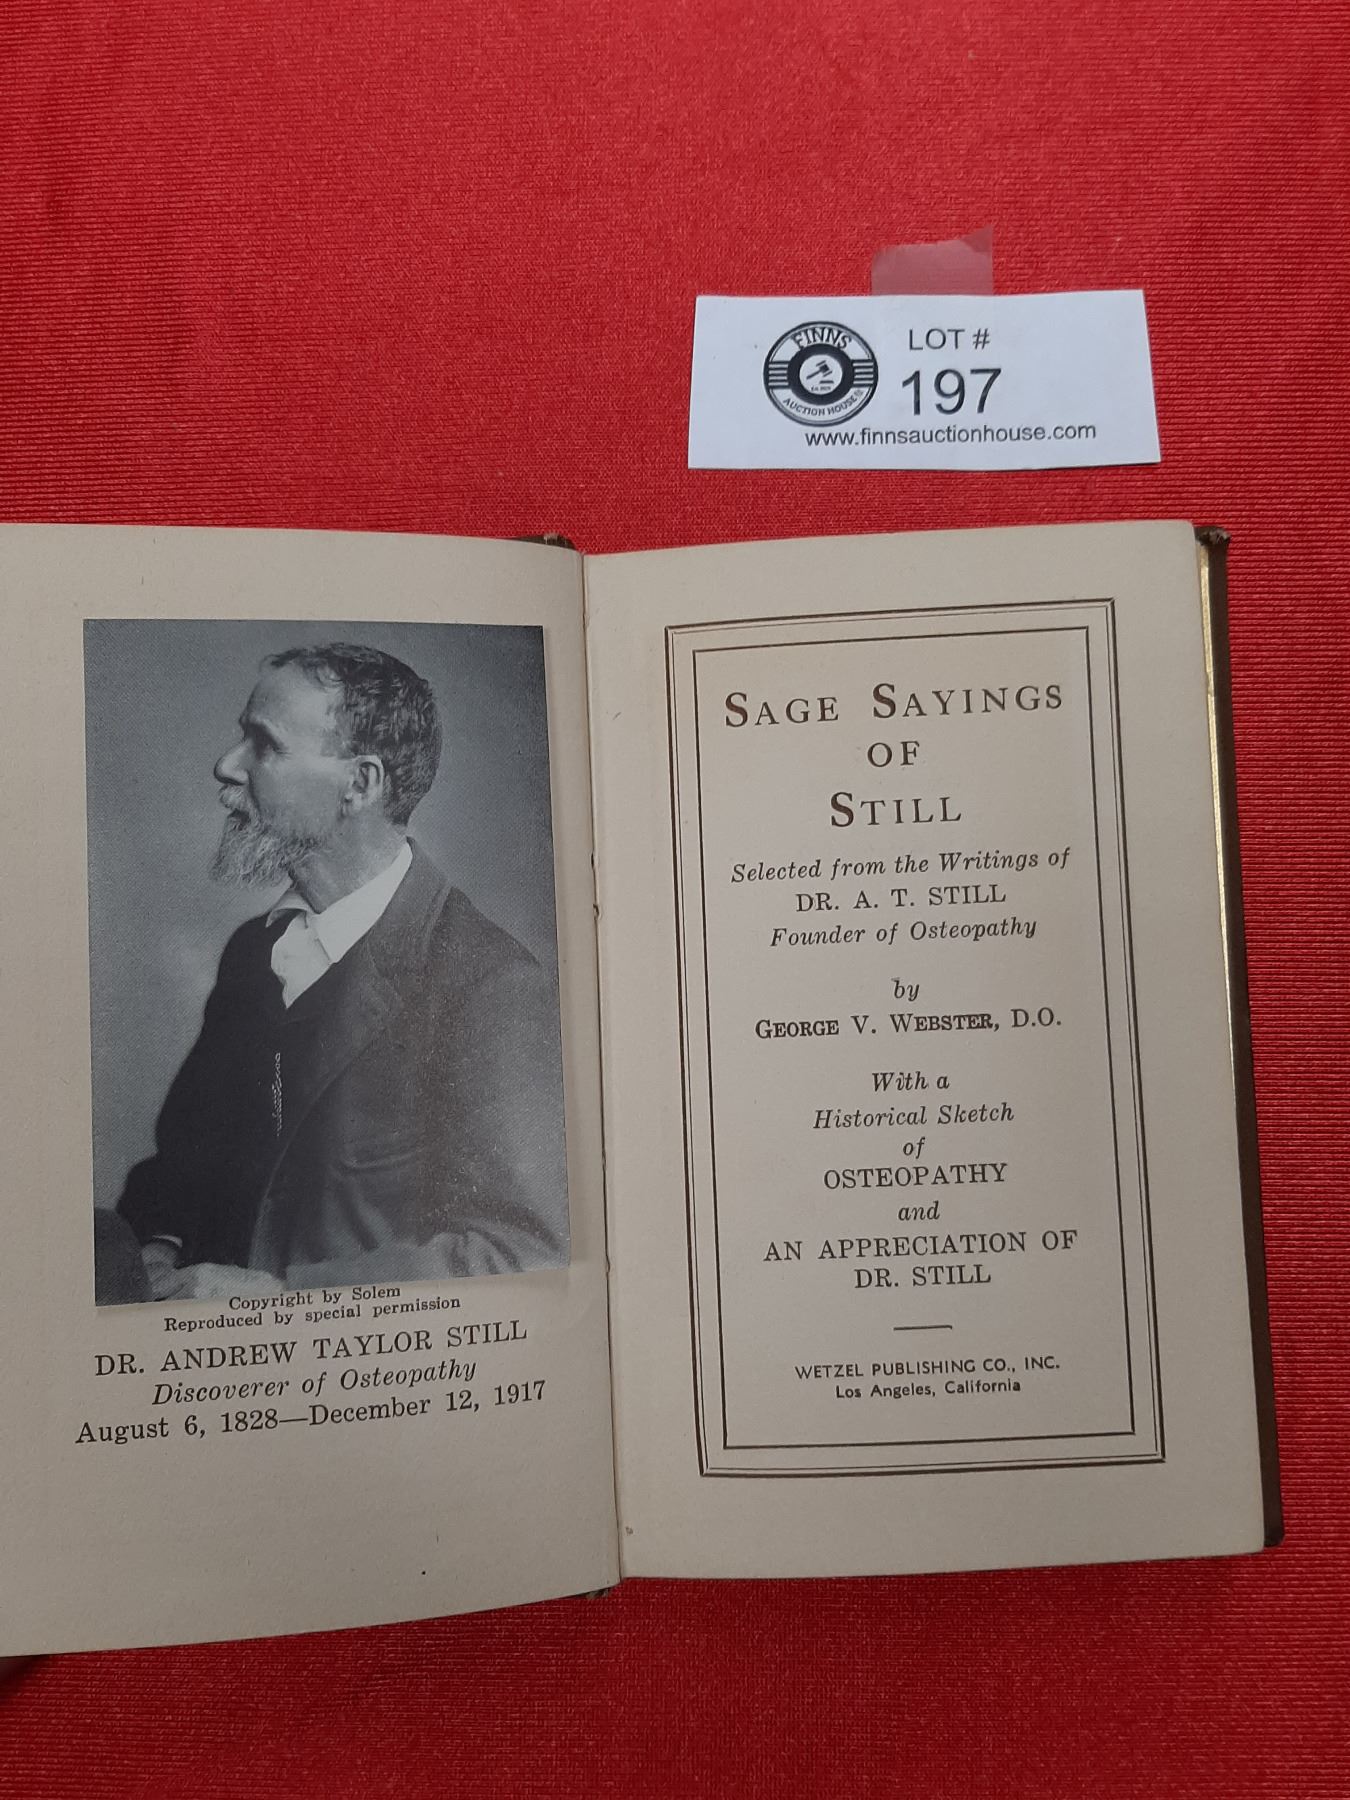 FINNS
AUCTION HOUSE
LOT #
197
www.finnsauctionhouse.com
Copyright by Solem
Reproduced by special permission
DR. ANDREW TAYLOR STILL
Discoverer of Osteopathy
August 6, 1828—December 12, 1917
SAGE SAYINGS
OF
STILL
Selected from the Writings of
DR. A. T. STILL
Founder of Osteopathy
by
GEORGE V. WEBSTER, D.O.
With a
Historical Sketch
of
OSTEOPATHY
and
AN APPRECIATION OF
DR. STILL
WETZEL PUBLISHING CO., INC.
Los Angeles, California